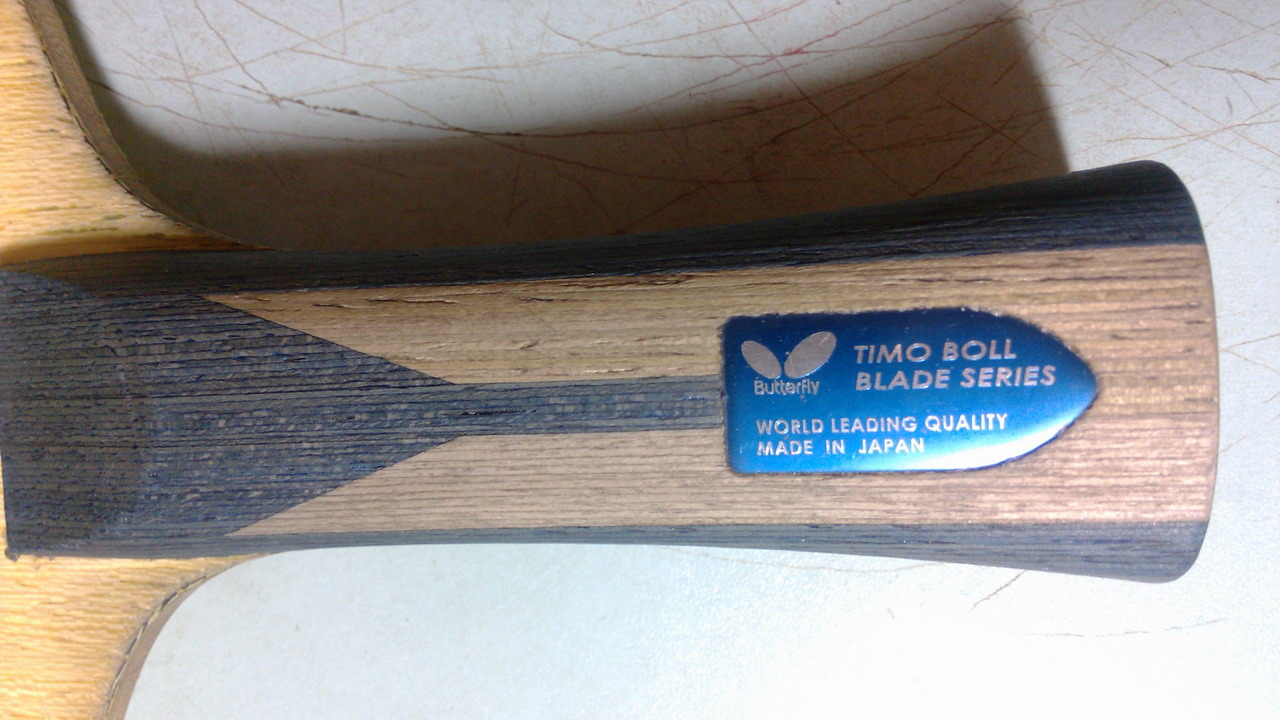 Butterfly
TIMO BOLL
BLADE SERIES
WORLD LEADING QUALITY
MADE IN JAPAN